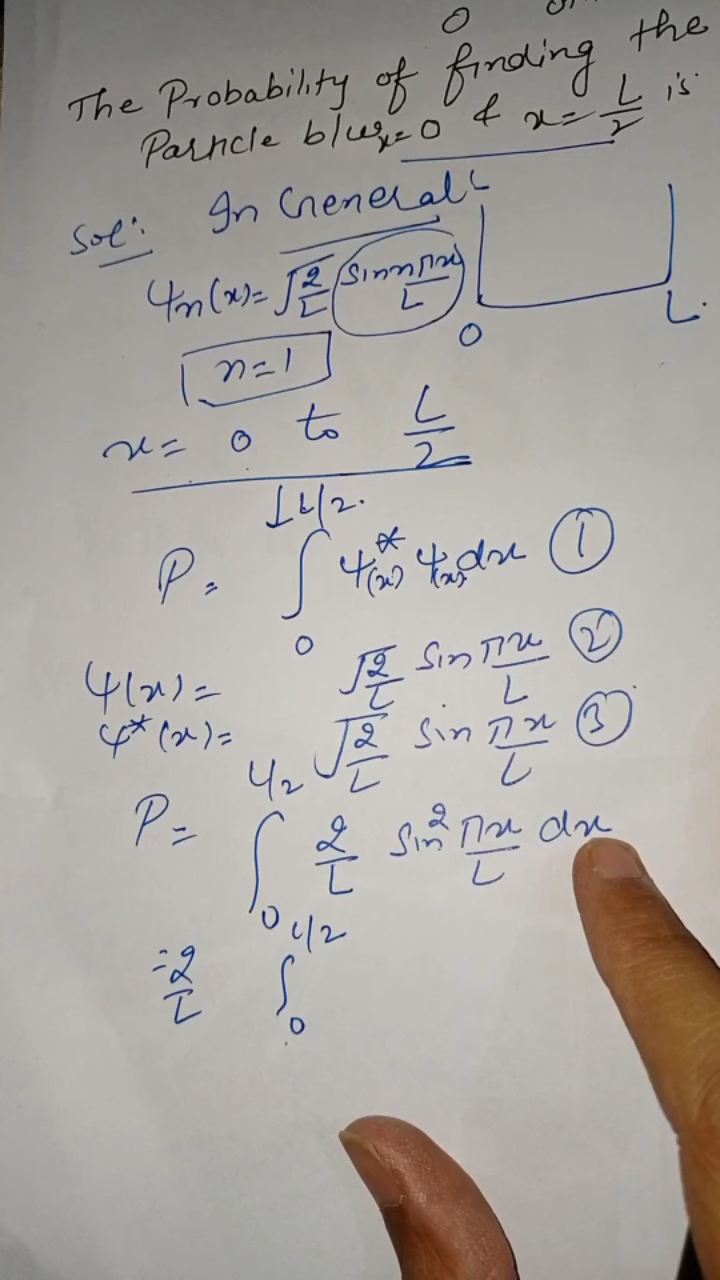 The Probability of finding the
Particle b/w x=0 & x= L/2 is
Sol: In General
ψn(x)= √2/L sin nπx/L
0 L
n=1
x= 0 to L/2
P = ∫₀^L/2 ψ*(x) ψ(x) dx ①
ψ(x)= √2/L sin πx/L ②
ψ*(x)= √2/L sin πx/L ③
P= ∫₀^L/2 2/L sin² πx/L dx
= 2/L ∫₀^L/2